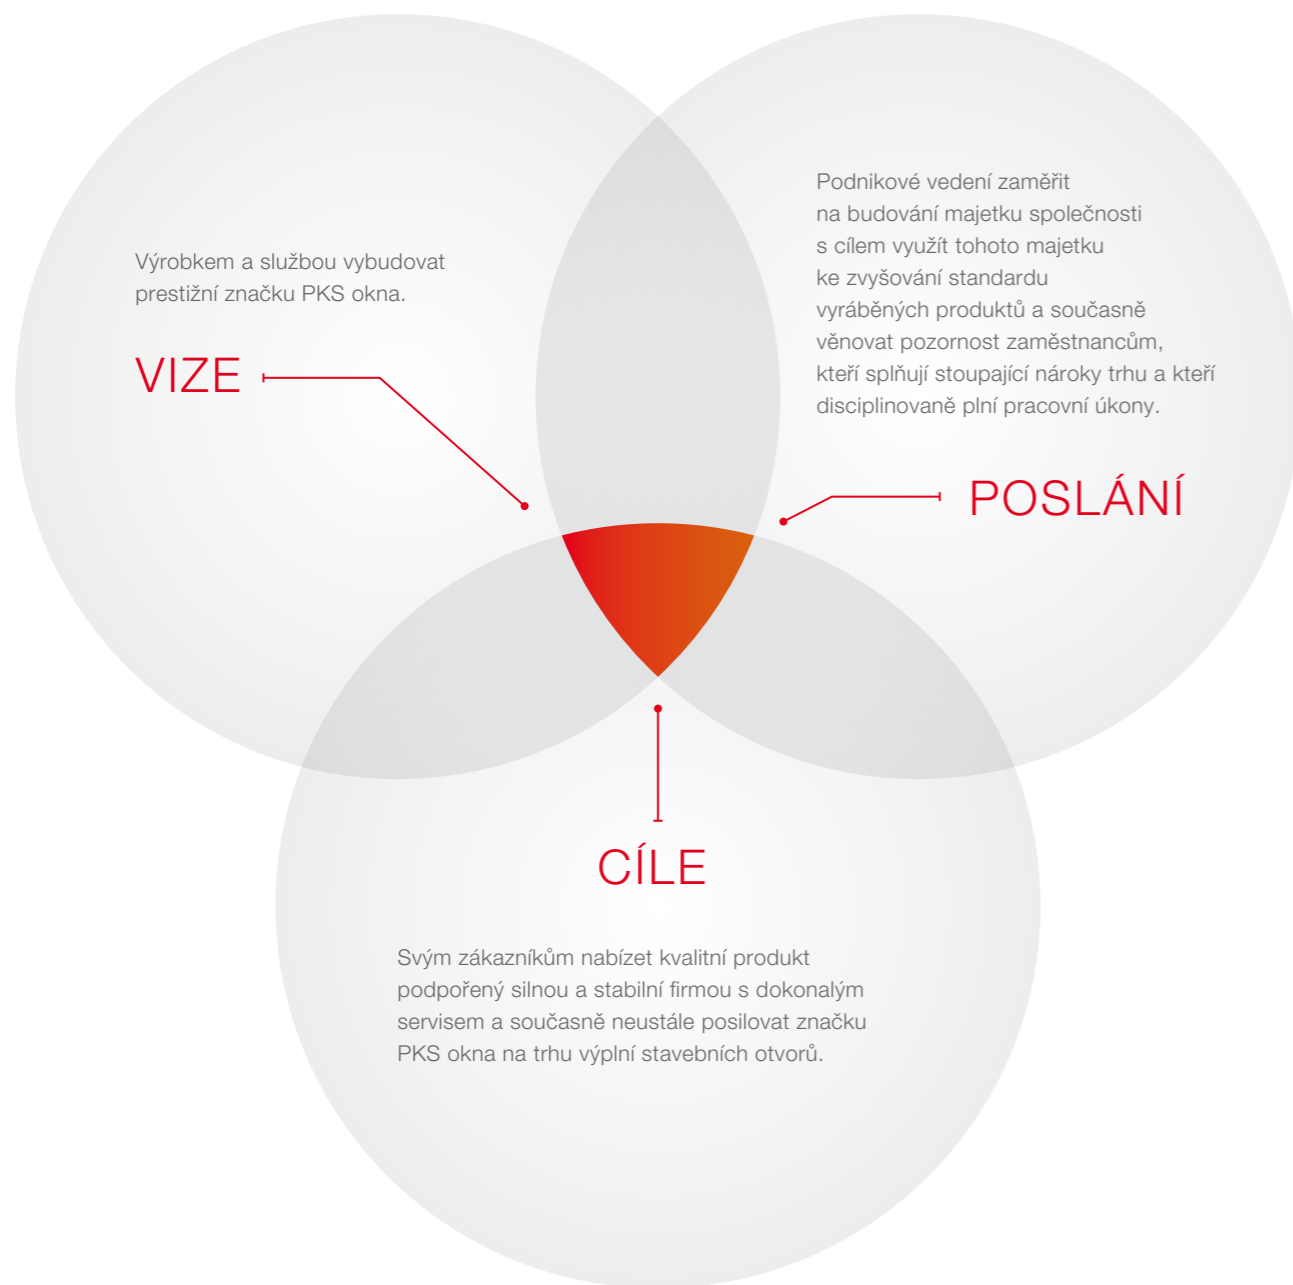 Výrobkem a službou vybudovat
prestižní značku PKS okna.
VIZE
Podnikové vedení zaměřit
na budování majetku společnosti
s cílem využít tohoto majetku
ke zvyšování standardu
vyráběných produktů a současně
věnovat pozornost zaměstnancům,
kteří splňují stoupající nároky trhu a kteří
disciplinovaně plní pracovní úkony.
POSLÁNÍ
CÍLE
Svým zákazníkům nabízet kvalitní produkt
podpořený silnou a stabilní firmou s dokonalým
servisem a současně neustále posilovat značku
PKS okna na trhu výplní stavebních otvorů.